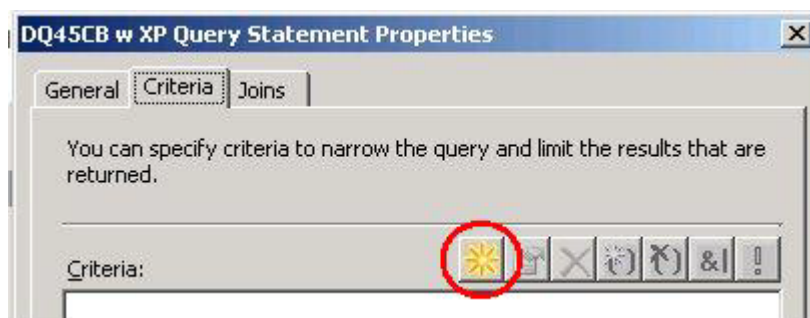 DQ45CB w XP Query Statement Properties
General Criteria Joins
You can specify criteria to narrow the query and limit the results that are
returned.
Criteria:
&|
!